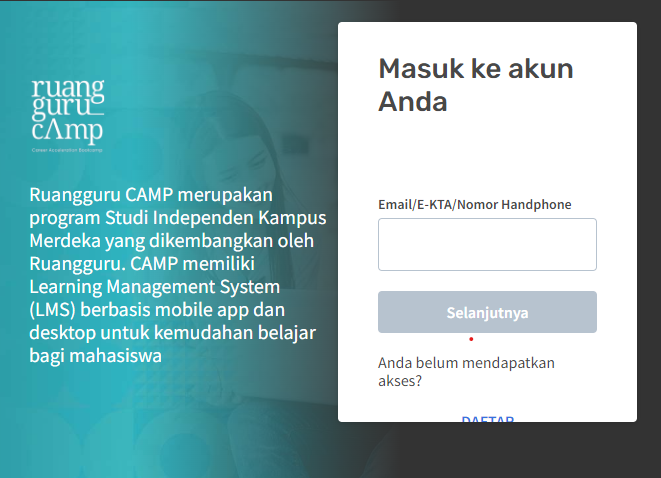 ruang
guru
cΛmp
Career Acceleration Bootcamp
Ruangguru CAMP merupakan
program Studi Independen Kampus
Merdeka yang dikembangkan oleh
Ruangguru. CAMP memiliki
Learning Management System
(LMS) berbasis mobile app dan
desktop untuk kemudahan belajar
bagi mahasiswa
Masuk ke akun
Anda
Email/E-KTA/Nomor Handphone
Selanjutnya
Anda belum mendapatkan
akses?
DAFTAR